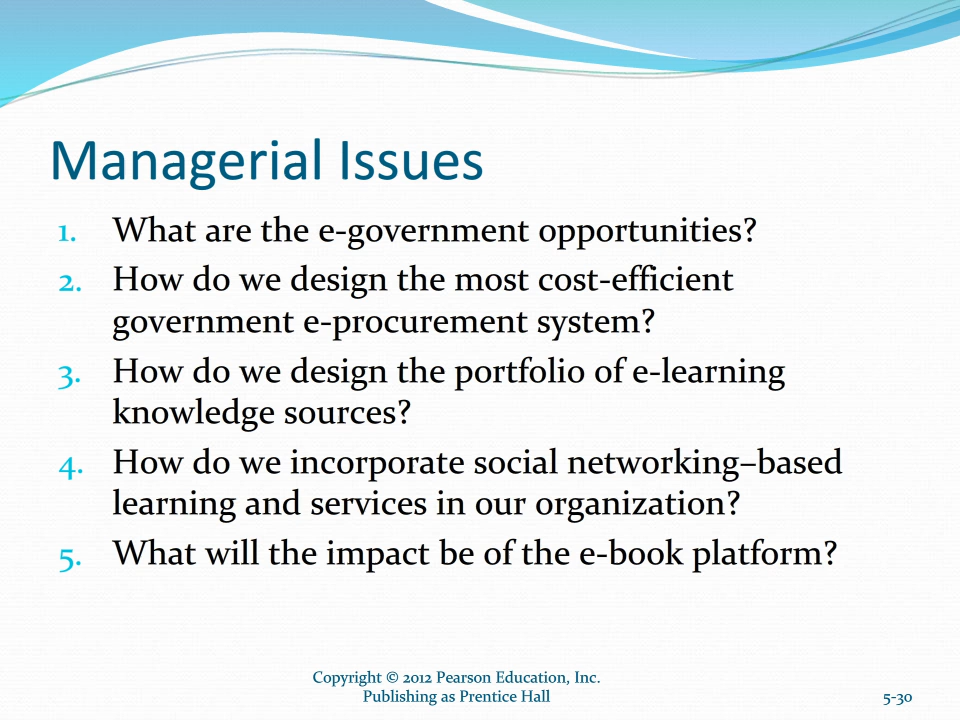 Managerial Issues
1. What are the e-government opportunities?
2. How do we design the most cost-efficient
government e-procurement system?
3. How do we design the portfolio of e-learning
knowledge sources?
4. How do we incorporate social networking–based
learning and services in our organization?
5. What will the impact be of the e-book platform?
Copyright © 2012 Pearson Education, Inc.
Publishing as Prentice Hall
5-30